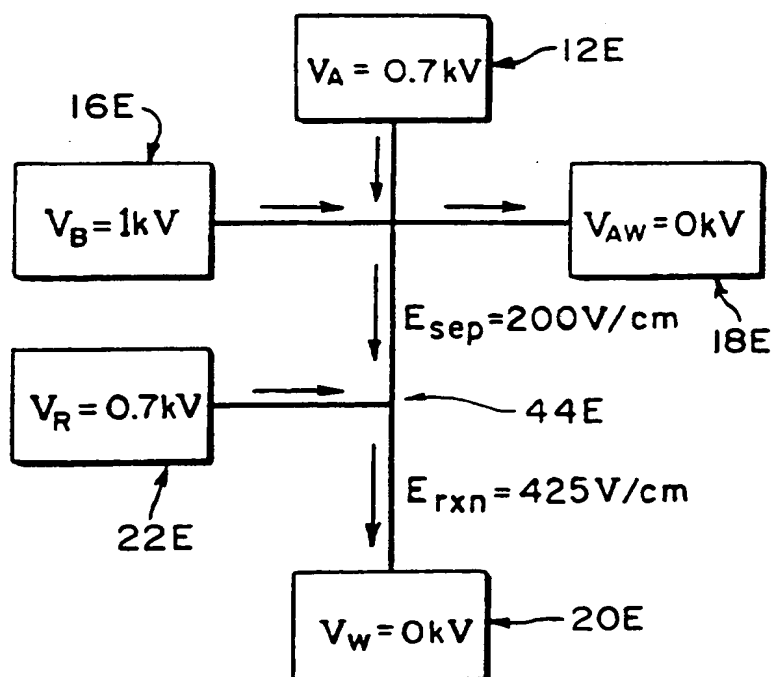 V_A = 0.7kV
12E
16E
V_B = 1kV
V_AW = 0kV
18E
E_sep = 200V/cm
V_R = 0.7kV
44E
22E
E_rxn = 425V/cm
V_W = 0kV
20E